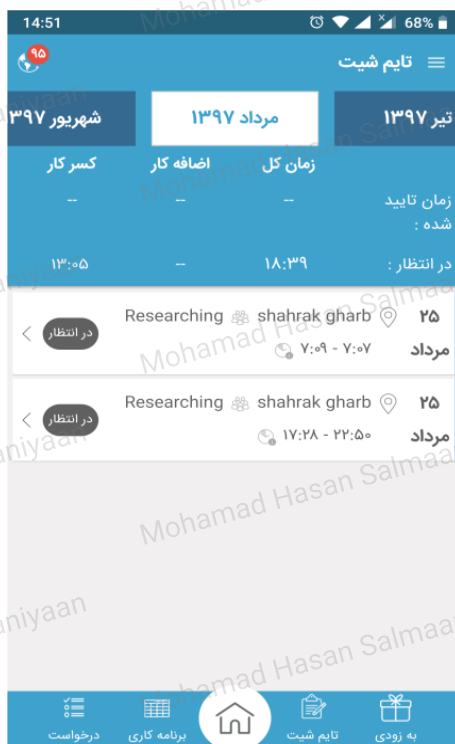 14:51 68%
۹۵ تایم شیت
تیر ۱۳۹۷ مرداد ۱۳۹۷ شهریور ۳۹۷
زمان کل اضافه کار کسر کار
زمان تایید شده : -- -- --
در انتظار : ۱۸:۳۹ -- ۱۳:۰۵
۲۵ shahrak gharb Researching
مرداد ۷:۰۹ - ۷:۰۷ در انتظار
۲۵ shahrak gharb Researching
مرداد ۱۷:۲۸ - ۲۲:۵۰ در انتظار
به زودی تایم شیت برنامه کاری درخواست
Mohamad Hasan Salmaaniyaan